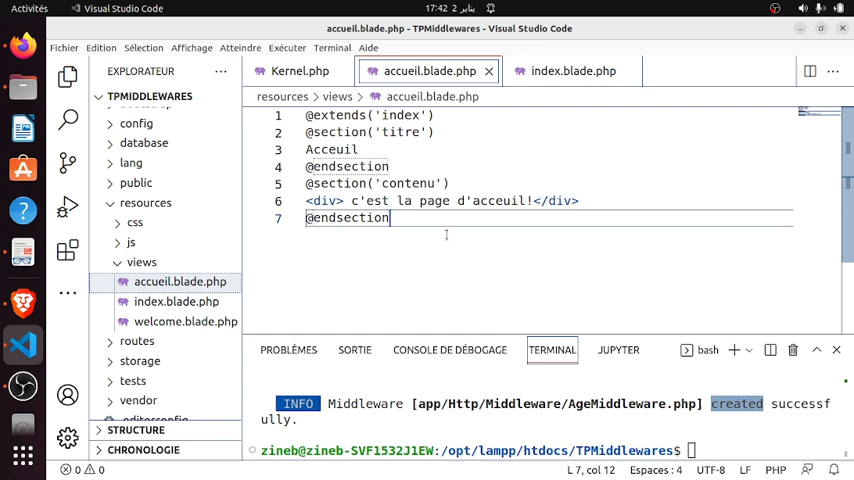 Activités
Visual Studio Code
17:42 2 يناير
accueil.blade.php - TPMiddlewares - Visual Studio Code
Fichier Edition Sélection Affichage Atteindre Exécuter Terminal Aide
EXPLORATEUR
Kernel.php
accueil.blade.php
index.blade.php
TPMIDDLEWARES
resources > views > accueil.blade.php
config
database
lang
public
resources
css
js
views
accueil.blade.php
index.blade.php
welcome.blade.php
routes
storage
tests
vendor
.editorconfig
STRUCTURE
CHRONOLOGIE
1 @extends('index')
2 @section('titre')
3 Acceuil
4 @endsection
5 @section('contenu')
6 <div> c'est la page d'acceuil!</div>
7 @endsection
PROBLÈMES SORTIE CONSOLE DE DÉBOGAGE TERMINAL JUPYTER
bash
INFO Middleware [app/Http/Middleware/AgeMiddleware.php] created successf
ully.
zineb@zineb-SVF1532J1EW:/opt/lampp/htdocs/TPMiddlewares$
0 0
L 7, col 12 Espaces : 4 UTF-8 LF PHP